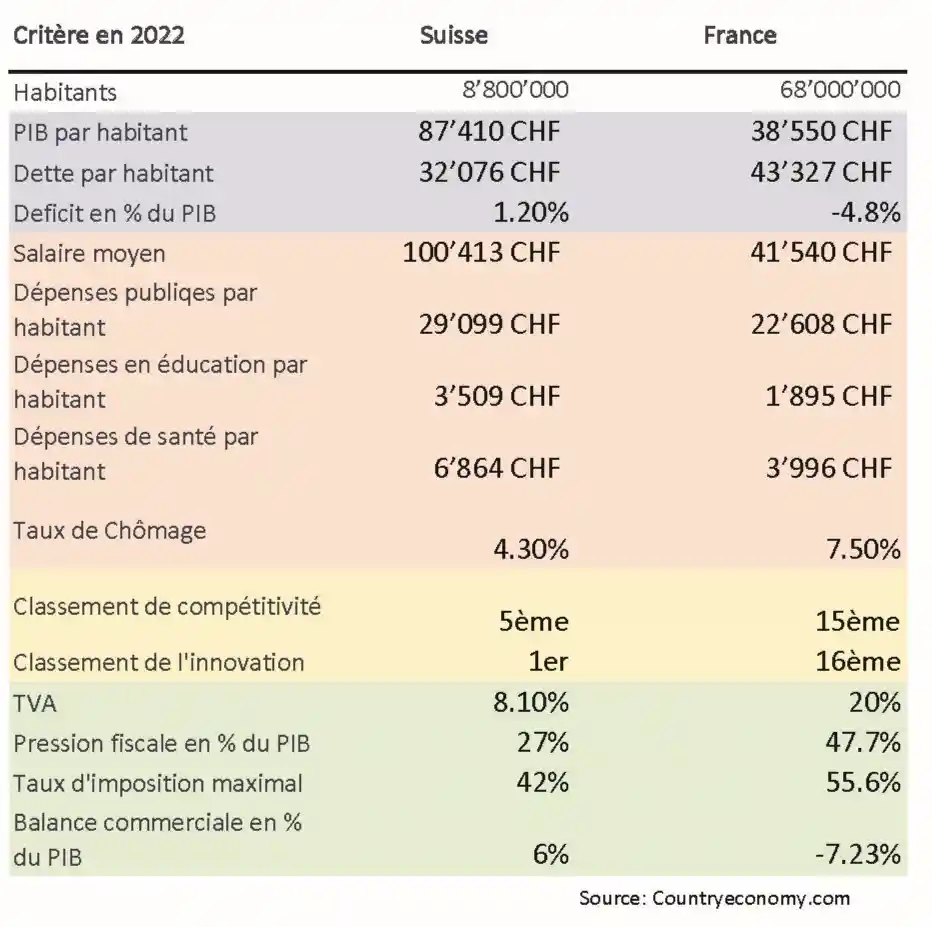 Critère en 2022 Suisse France
Habitants 8’800’000 68’000’000
PIB par habitant 87’410 CHF 38’550 CHF
Dette par habitant 32’076 CHF 43’327 CHF
Deficit en % du PIB 1.20% -4.8%
Salaire moyen 100’413 CHF 41’540 CHF
Dépenses publiqes par
habitant 29’099 CHF 22’608 CHF
Dépenses en éducation par
habitant 3’509 CHF 1’895 CHF
Dépenses de santé par
habitant 6’864 CHF 3’996 CHF
Taux de Chômage 4.30% 7.50%
Classement de compétitivité 5ème 15ème
Classement de l'innovation 1er 16ème
TVA 8.10% 20%
Pression fiscale en % du PIB 27% 47.7%
Taux d'imposition maximal 42% 55.6%
Balance commerciale en %
du PIB 6% -7.23%
Source: Countryeconomy.com